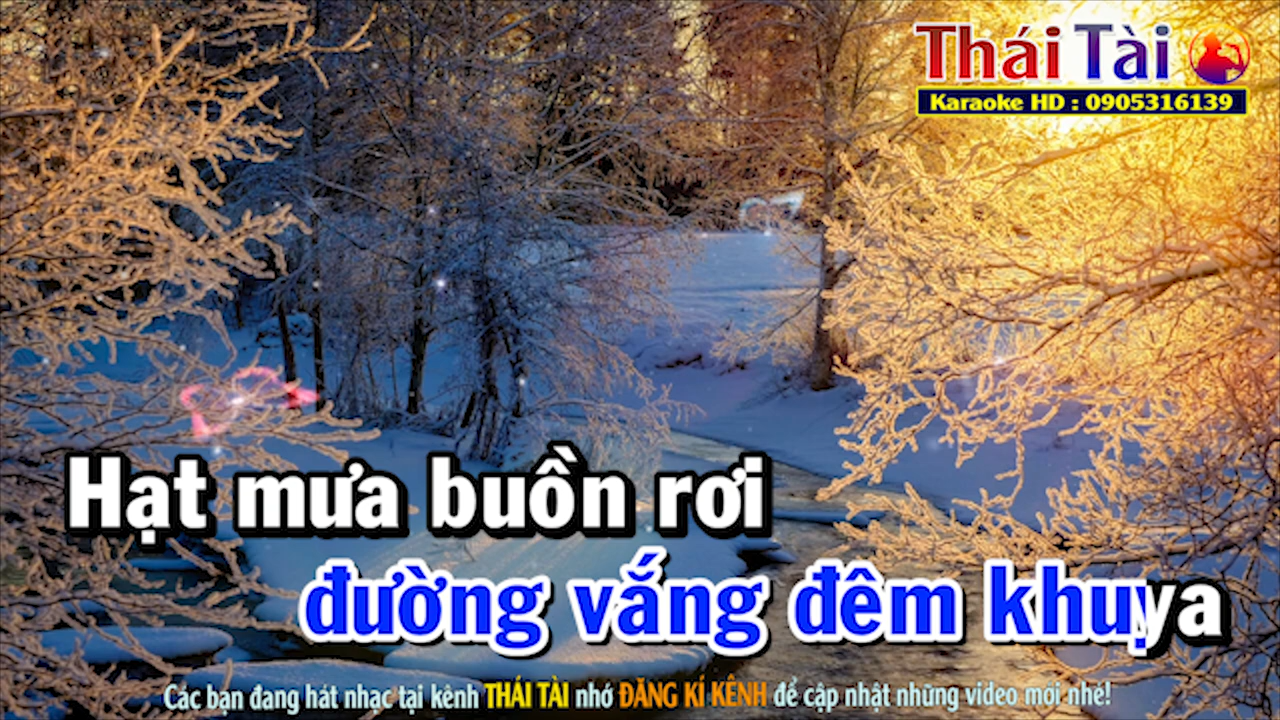 Thái Tài
Karaoke HD : 0905316139
Hạt mưa buồn rơi
đường vắng đêm khuya
Các bạn đang hát nhạc tại kênh THÁI TÀI nhớ ĐĂNG KÍ KÊNH để cập nhật những video mới nhé!